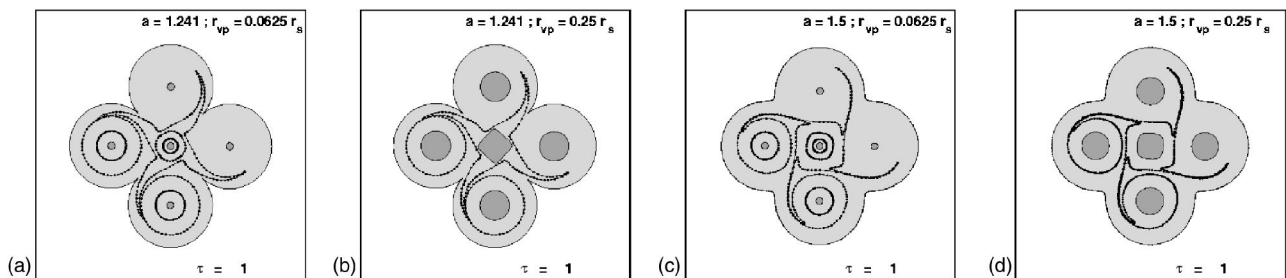 a = 1.241 ; r_vp = 0.0625 r_s
τ = 1
(a)
a = 1.241 ; r_vp = 0.25 r_s
τ = 1
(b)
a = 1.5 ; r_vp = 0.0625 r_s
τ = 1
(c)
a = 1.5 ; r_vp = 0.25 r_s
τ = 1
(d)